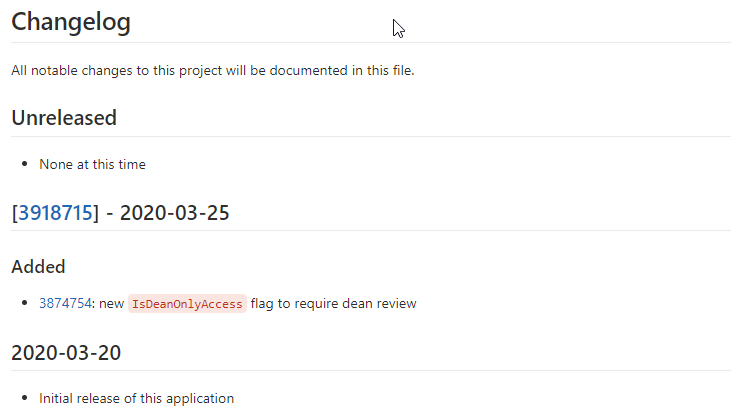 Changelog
All notable changes to this project will be documented in this file.
Unreleased
None at this time
[3918715] - 2020-03-25
Added
3874754: new IsDeanOnlyAccess flag to require dean review
2020-03-20
Initial release of this application